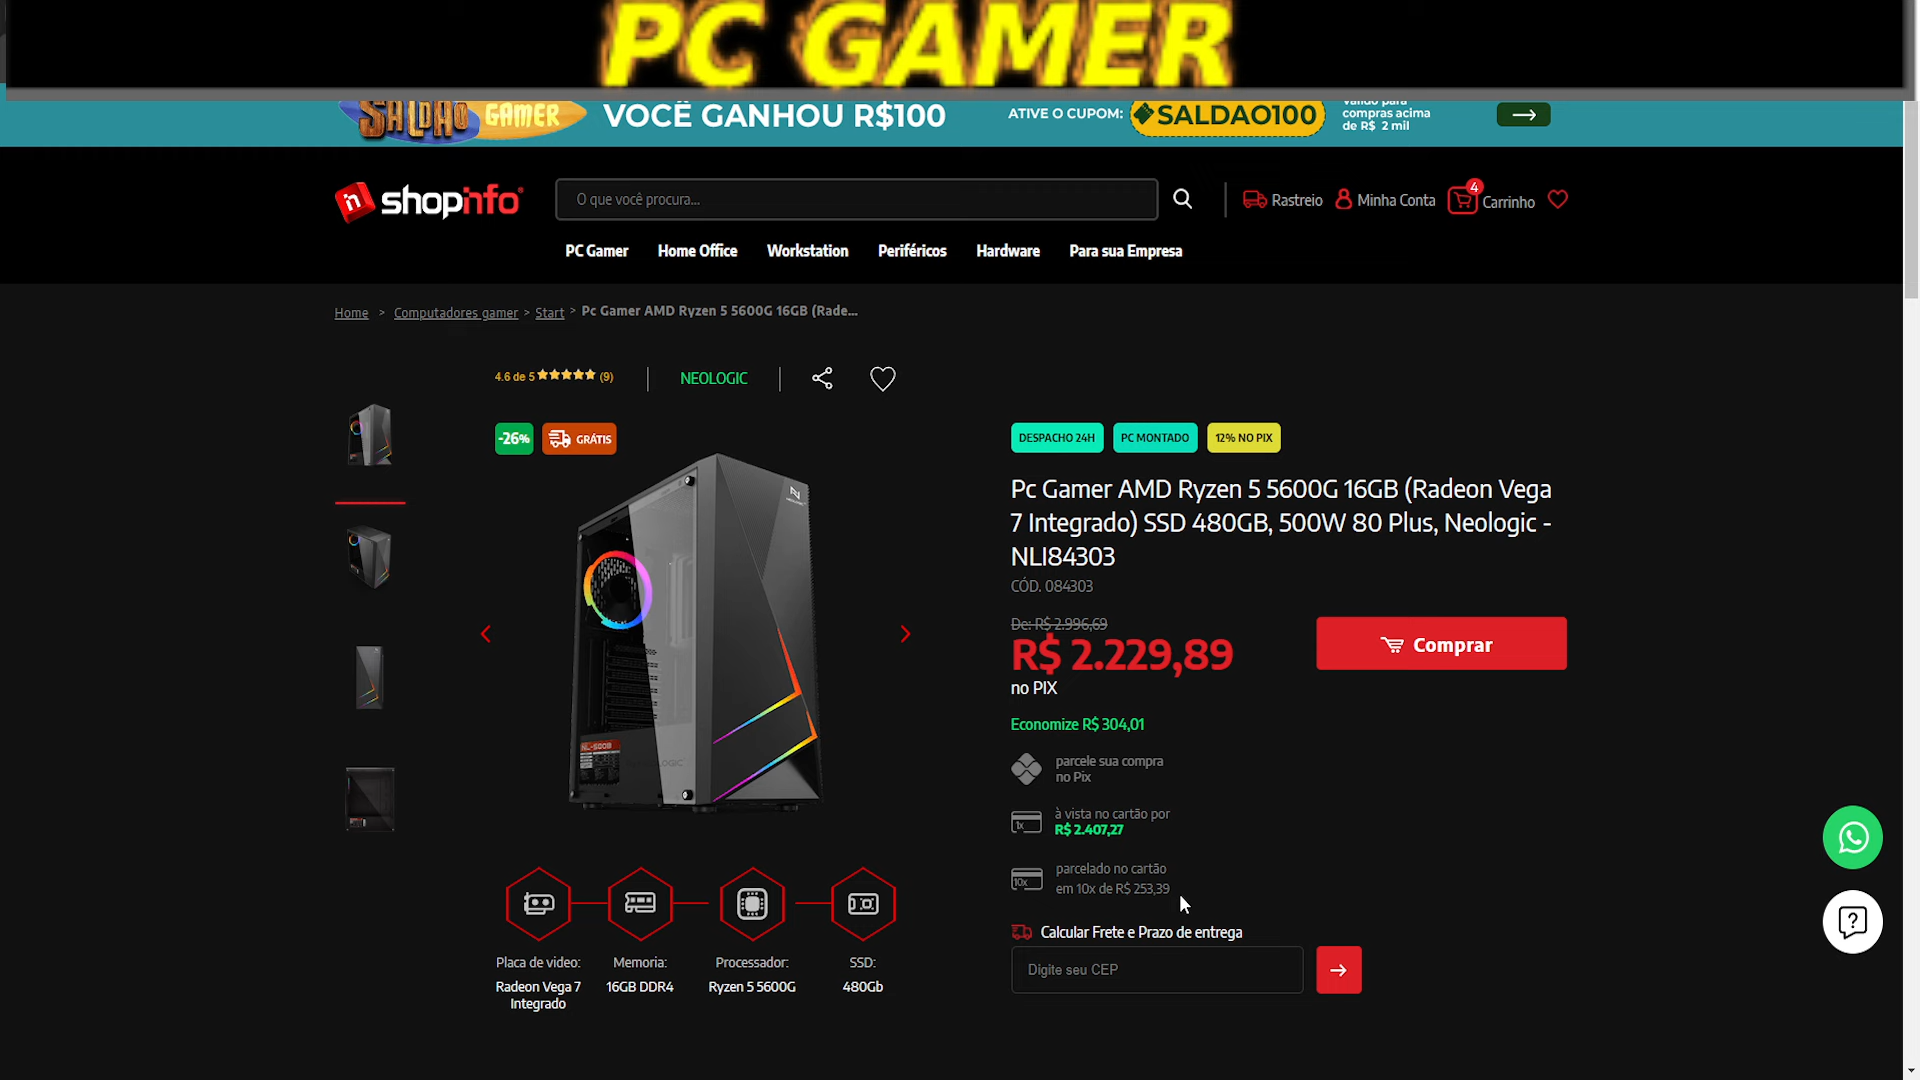 PC GAMER
SALDÃO GAMER
VOCÊ GANHOU R$100
ATIVE O CUPOM:
SALDAO100
Válido para
compras acima
de R$ 2 mil
shopinfo
O que você procura...
Rastreio
Minha Conta
4
Carrinho
PC Gamer
Home Office
Workstation
Periféricos
Hardware
Para sua Empresa
Home > Computadores gamer > Start > Pc Gamer AMD Ryzen 5 5600G 16GB (Rade...
4.6 de 5 (9)
NEOLOGIC
-26%
GRÁTIS
DESPACHO 24H
PC MONTADO
12% NO PIX
Pc Gamer AMD Ryzen 5 5600G 16GB (Radeon Vega
7 Integrado) SSD 480GB, 500W 80 Plus, Neologic -
NLI84303
CÓD. 084303
De: R$ 2.996,69
R$ 2.229,89
no PIX
Comprar
Economize R$ 304,01
parcele sua compra
no Pix
1x
à vista no cartão por
R$ 2.407,27
10x
parcelado no cartão
em 10x de R$ 253,39
Calcular Frete e Prazo de entrega
Digite seu CEP
Placa de video:
Radeon Vega 7
Integrado
Memoria:
16GB DDR4
Processador:
Ryzen 5 5600G
SSD:
480Gb